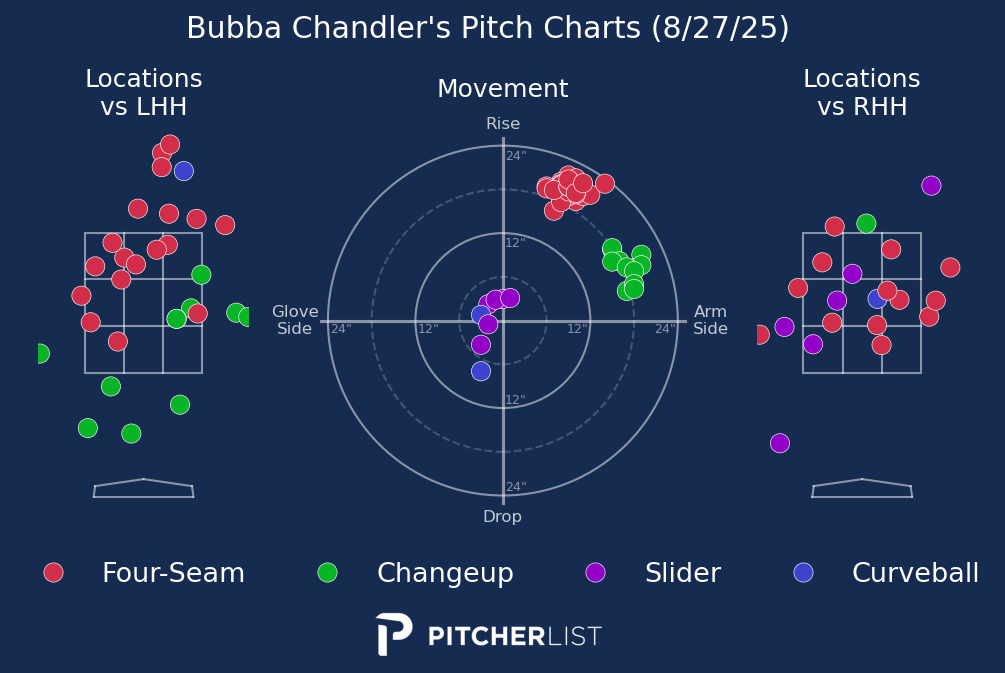 Bubba Chandler's Pitch Charts (8/27/25)
Locations
vs LHH
Movement
Locations
vs RHH
Rise
24"
12"
Glove
Side
24"
12"
12"
24"
Arm
Side
12"
24"
Drop
Four-Seam
Changeup
Slider
Curveball
PITCHERLIST